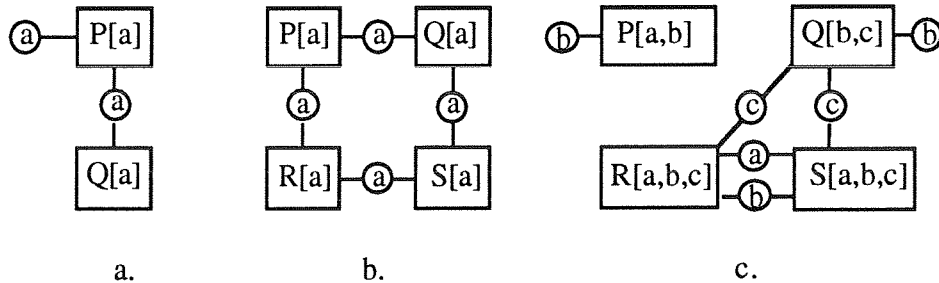 a P[a] a Q[a]
P[a] a Q[a] a a R[a] a S[a]
b P[a,b] Q[b,c] b c c R[a,b,c] a b S[a,b,c]
a. b. c.